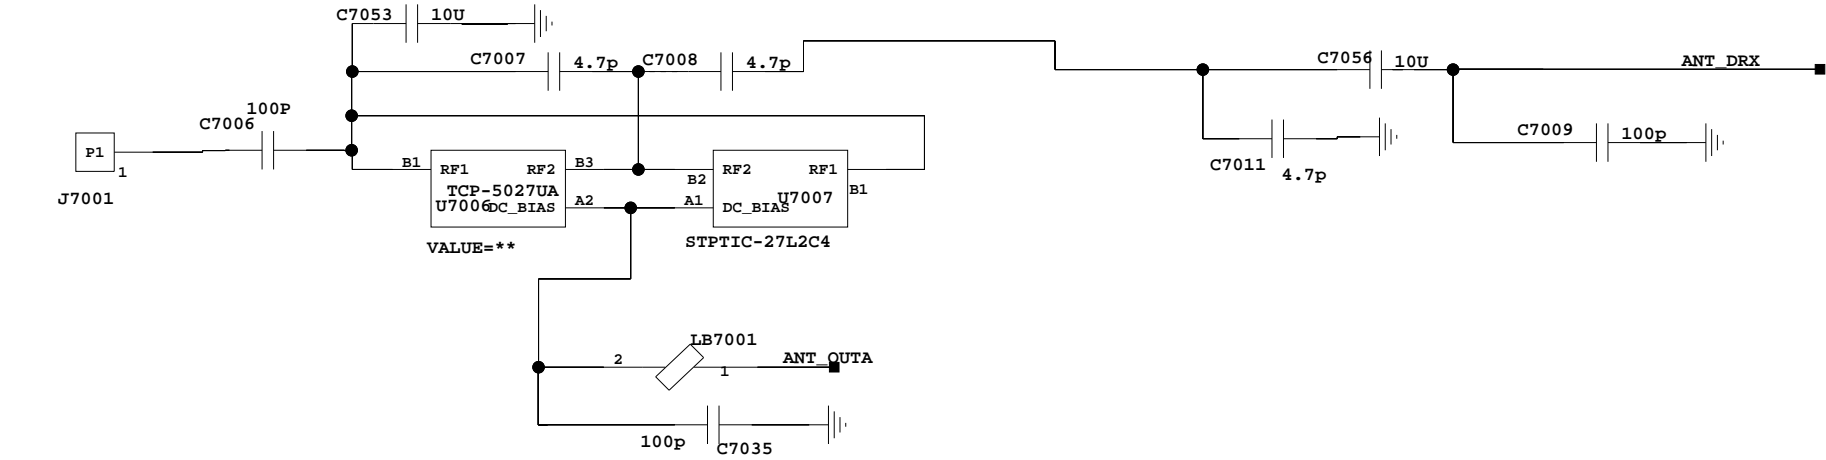 C7053 10U
C7007 4.7p C7008 4.7p
C7056 10U ANT_DRX
100P
C7006
P1
1
J7001
C7009 100p
C7011 4.7p
B1 RF1 RF2 B3
TCP-5027UA
U7006 DC_BIAS A2
VALUE=**
B2 RF2 RF1 B1
A1 DC_BIAS U7007
STPTIC-27L2C4
LB7001
2 1 ANT_OUTA
100p C7035